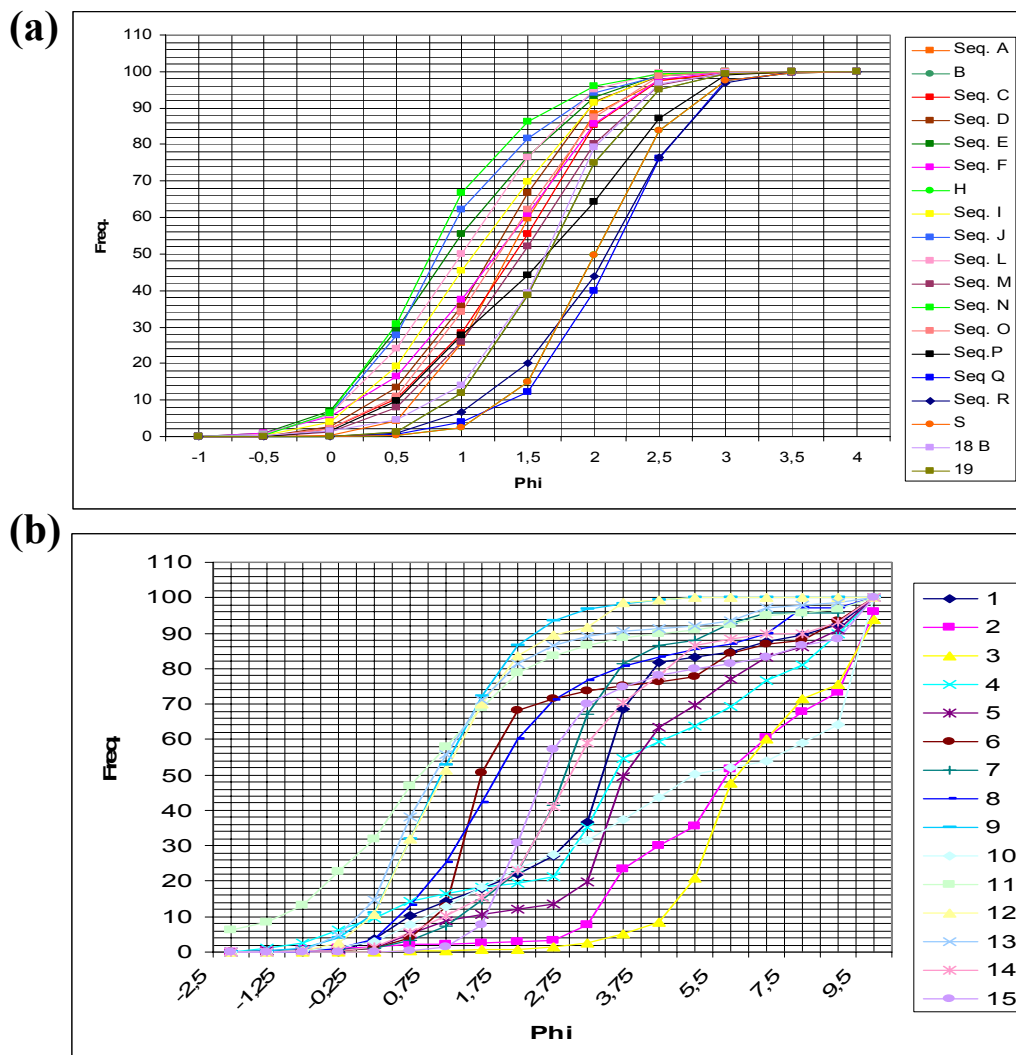 (a)
110
100
90
80
70
60
50
40
30
20
10
0
Freq.
-1 -0,5 0 0,5 1 1,5 2 2,5 3 3,5 4
Phi
Seq. A
B
Seq. C
Seq. D
Seq. E
Seq. F
H
Seq. I
Seq. J
Seq. L
Seq. M
Seq. N
Seq. O
Seq.P
Seq Q
Seq. R
S
18 B
19
(b)
110
100
90
80
70
60
50
40
30
20
10
0
Freq.
-2,5 -1,25 -0,25 0,75 1,75 2,75 3,75 5,5 7,5 9,5
Phi
1
2
3
4
5
6
7
8
9
10
11
12
13
14
15